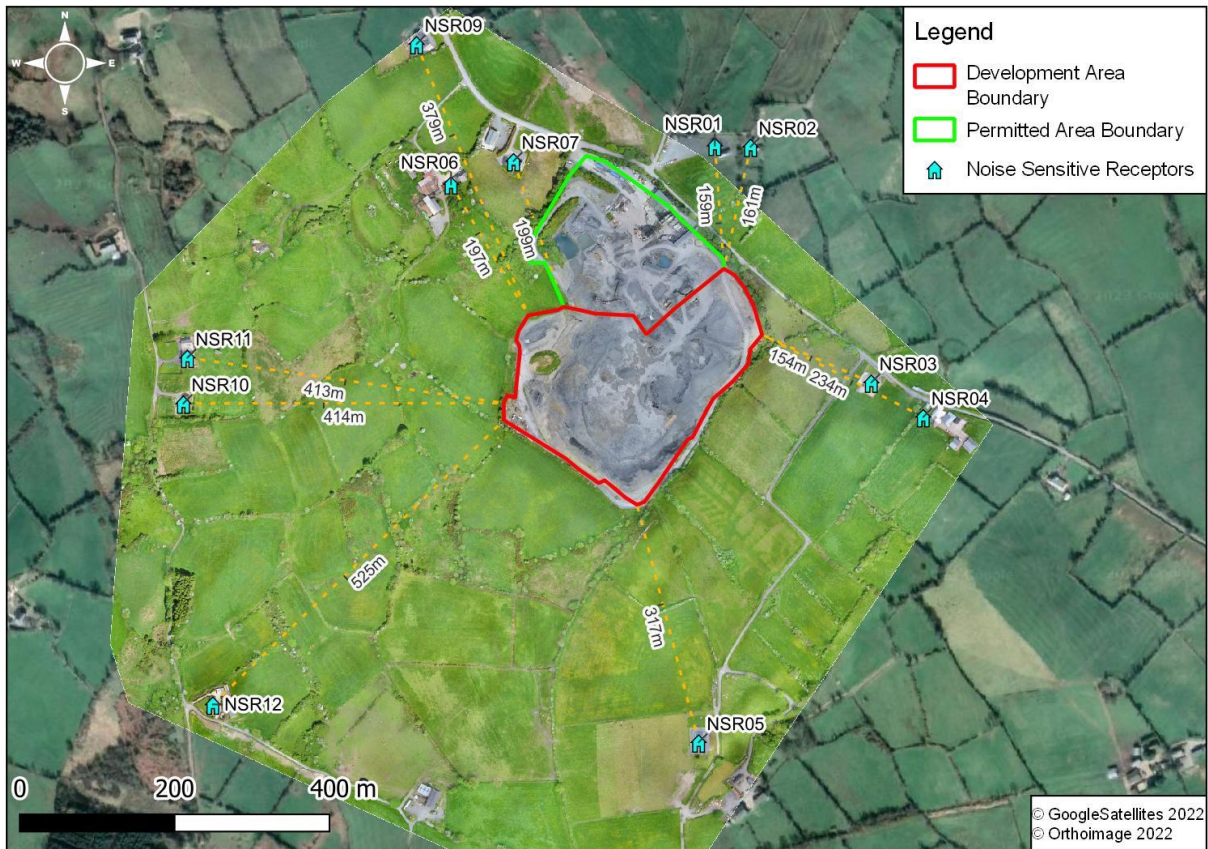 N
W E
S
NSR09
Legend
Development Area
Boundary
Permitted Area Boundary
Noise Sensitive Receptors
NSR01
NSR02
NSR07
NSR06
379m
159m
161m
199m
197m
NSR11
NSR10
413m
414m
154m
234m
NSR03
NSR04
525m
317m
NSR12
NSR05
0 200 400 m
© GoogleSatellites 2022
© Orthoimage 2022